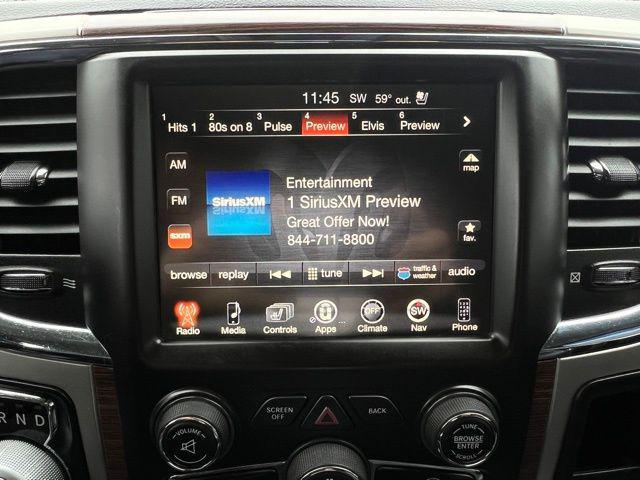 11:45 SW 59° out.
1 Hits 1 2 80s on 8 3 Pulse 4 Preview 5 Elvis 6 Preview >
AM
FM
sxm
SiriusXM
Entertainment
1 SiriusXM Preview
Great Offer Now!
844-711-8800
map
fav.
browse replay tune traffic & weather audio
Radio Media Controls Apps OFF Climate SW Nav Phone
RND
VOLUME
SCREEN
OFF
BACK
TUNE
BROWSE
ENTER
SCROLL